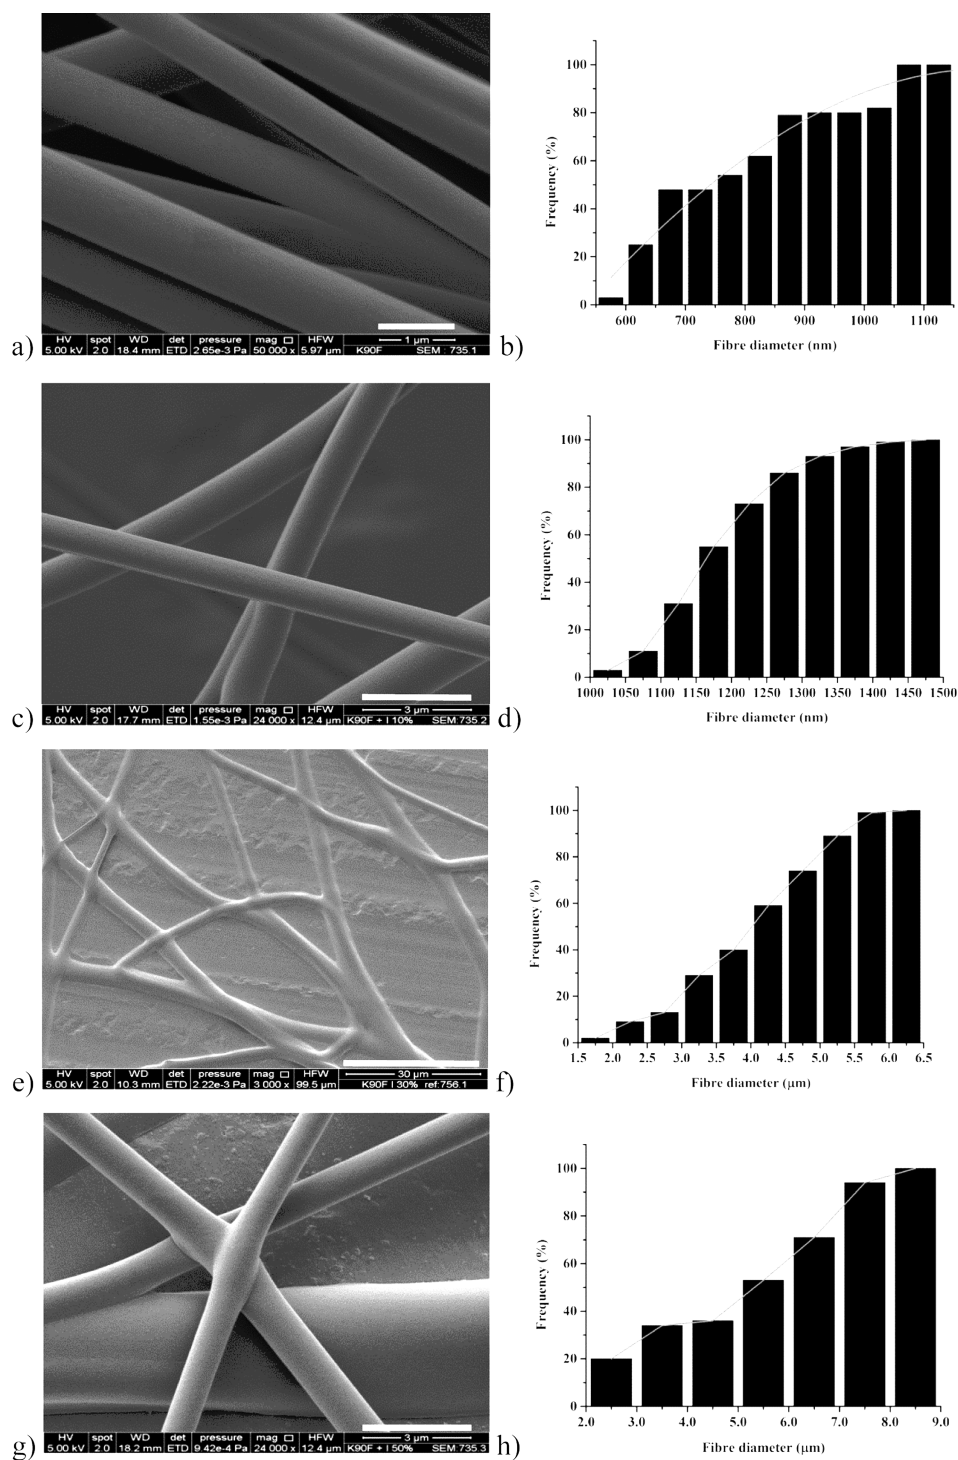 a)
HV spot WD det pressure mag HFW 1 µm
5.00 kV 2.0 18.4 mm ETD 2.65e-3 Pa 50 000 x 5.97 µm K90F SEM : 735.1
b)
Frequency (%)
100
80
60
40
20
0
600 700 800 900 1000 1100
Fibre diameter (nm)
c)
HV spot WD det pressure mag HFW 3 µm
5.00 kV 2.0 17.7 mm ETD 1.55e-3 Pa 24 000 x 12.4 µm K90F + I 10% SEM:735.2
d)
Frequency (%)
100
80
60
40
20
0
1000 1050 1100 1150 1200 1250 1300 1350 1400 1450 1500
Fibre diameter (nm)
e)
HV spot WD det pressure mag HFW 30 µm
5.00 kV 2.0 10.3 mm ETD 2.22e-3 Pa 3 000 x 99.5 µm K90F I 30% ref:756.1
f)
Frequency (%)
100
80
60
40
20
0
1.5 2.0 2.5 3.0 3.5 4.0 4.5 5.0 5.5 6.0 6.5
Fibre diameter (µm)
g)
HV spot WD det pressure mag HFW 3 µm
5.00 kV 2.0 18.2 mm ETD 9.42e-4 Pa 24 000 x 12.4 µm K90F + I 50% SEM:735.3
h)
Frequency (%)
100
80
60
40
20
0
2.0 3.0 4.0 5.0 6.0 7.0 8.0 9.0
Fibre diameter (µm)